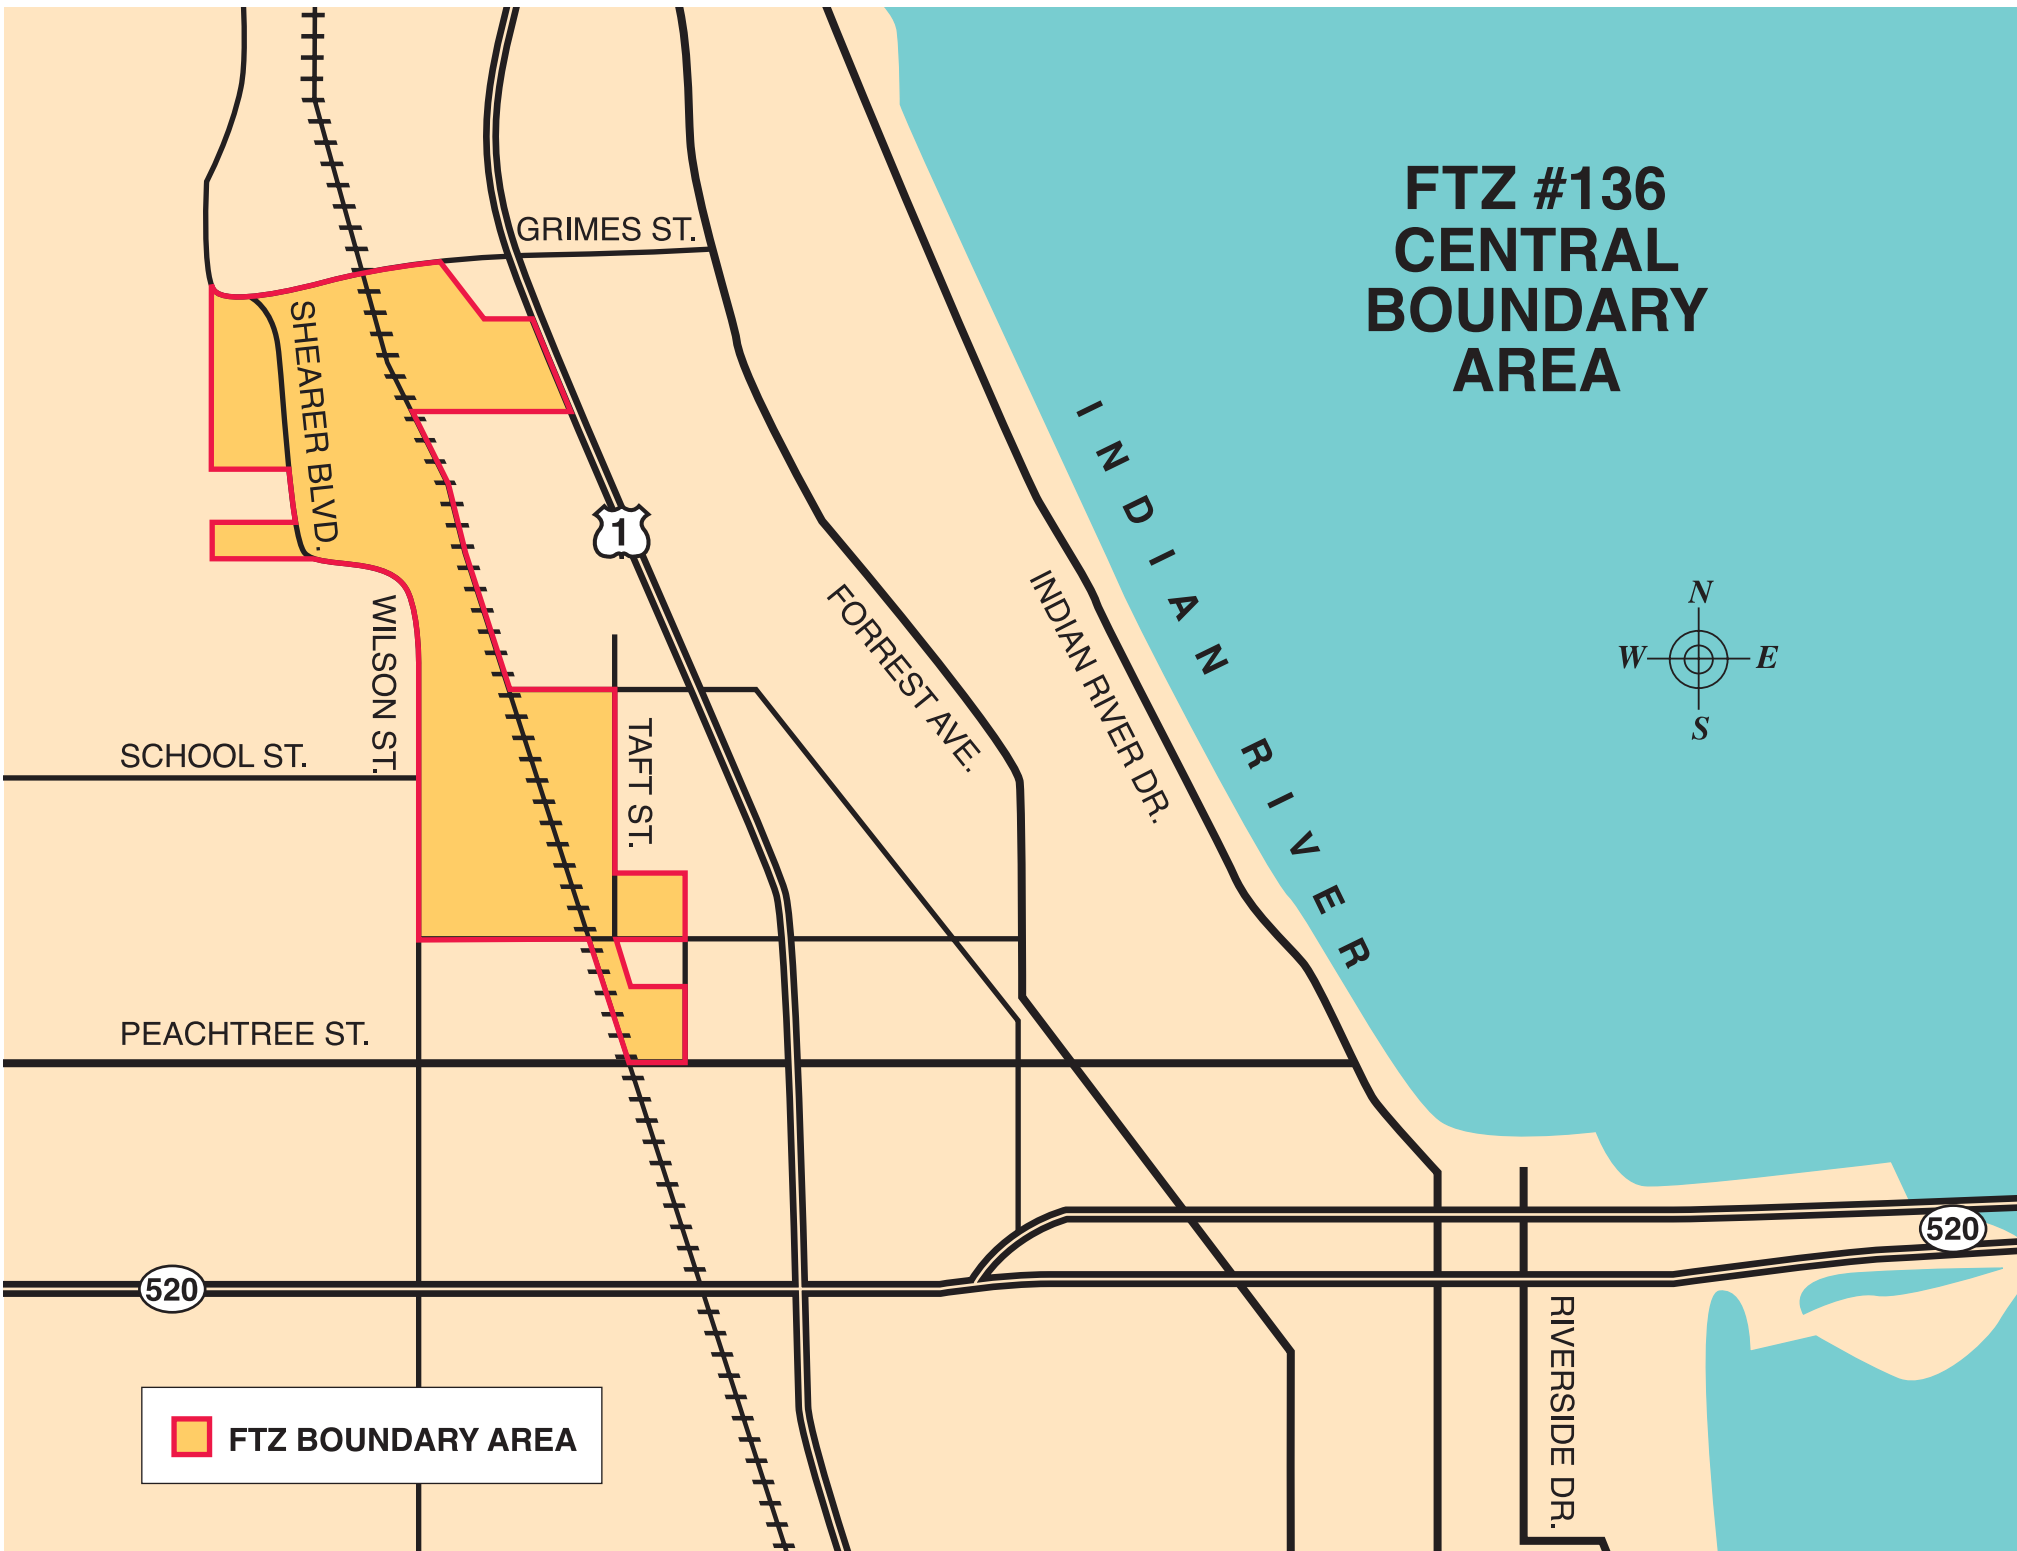 FTZ #136
CENTRAL
BOUNDARY
AREA
GRIMES ST.
SHEARER BLVD.
1
INDIAN RIVER
FORREST AVE.
INDIAN RIVER DR.
N
W E
S
WILSON ST.
SCHOOL ST.
TAFT ST.
PEACHTREE ST.
520
520
RIVERSIDE DR.
FTZ BOUNDARY AREA